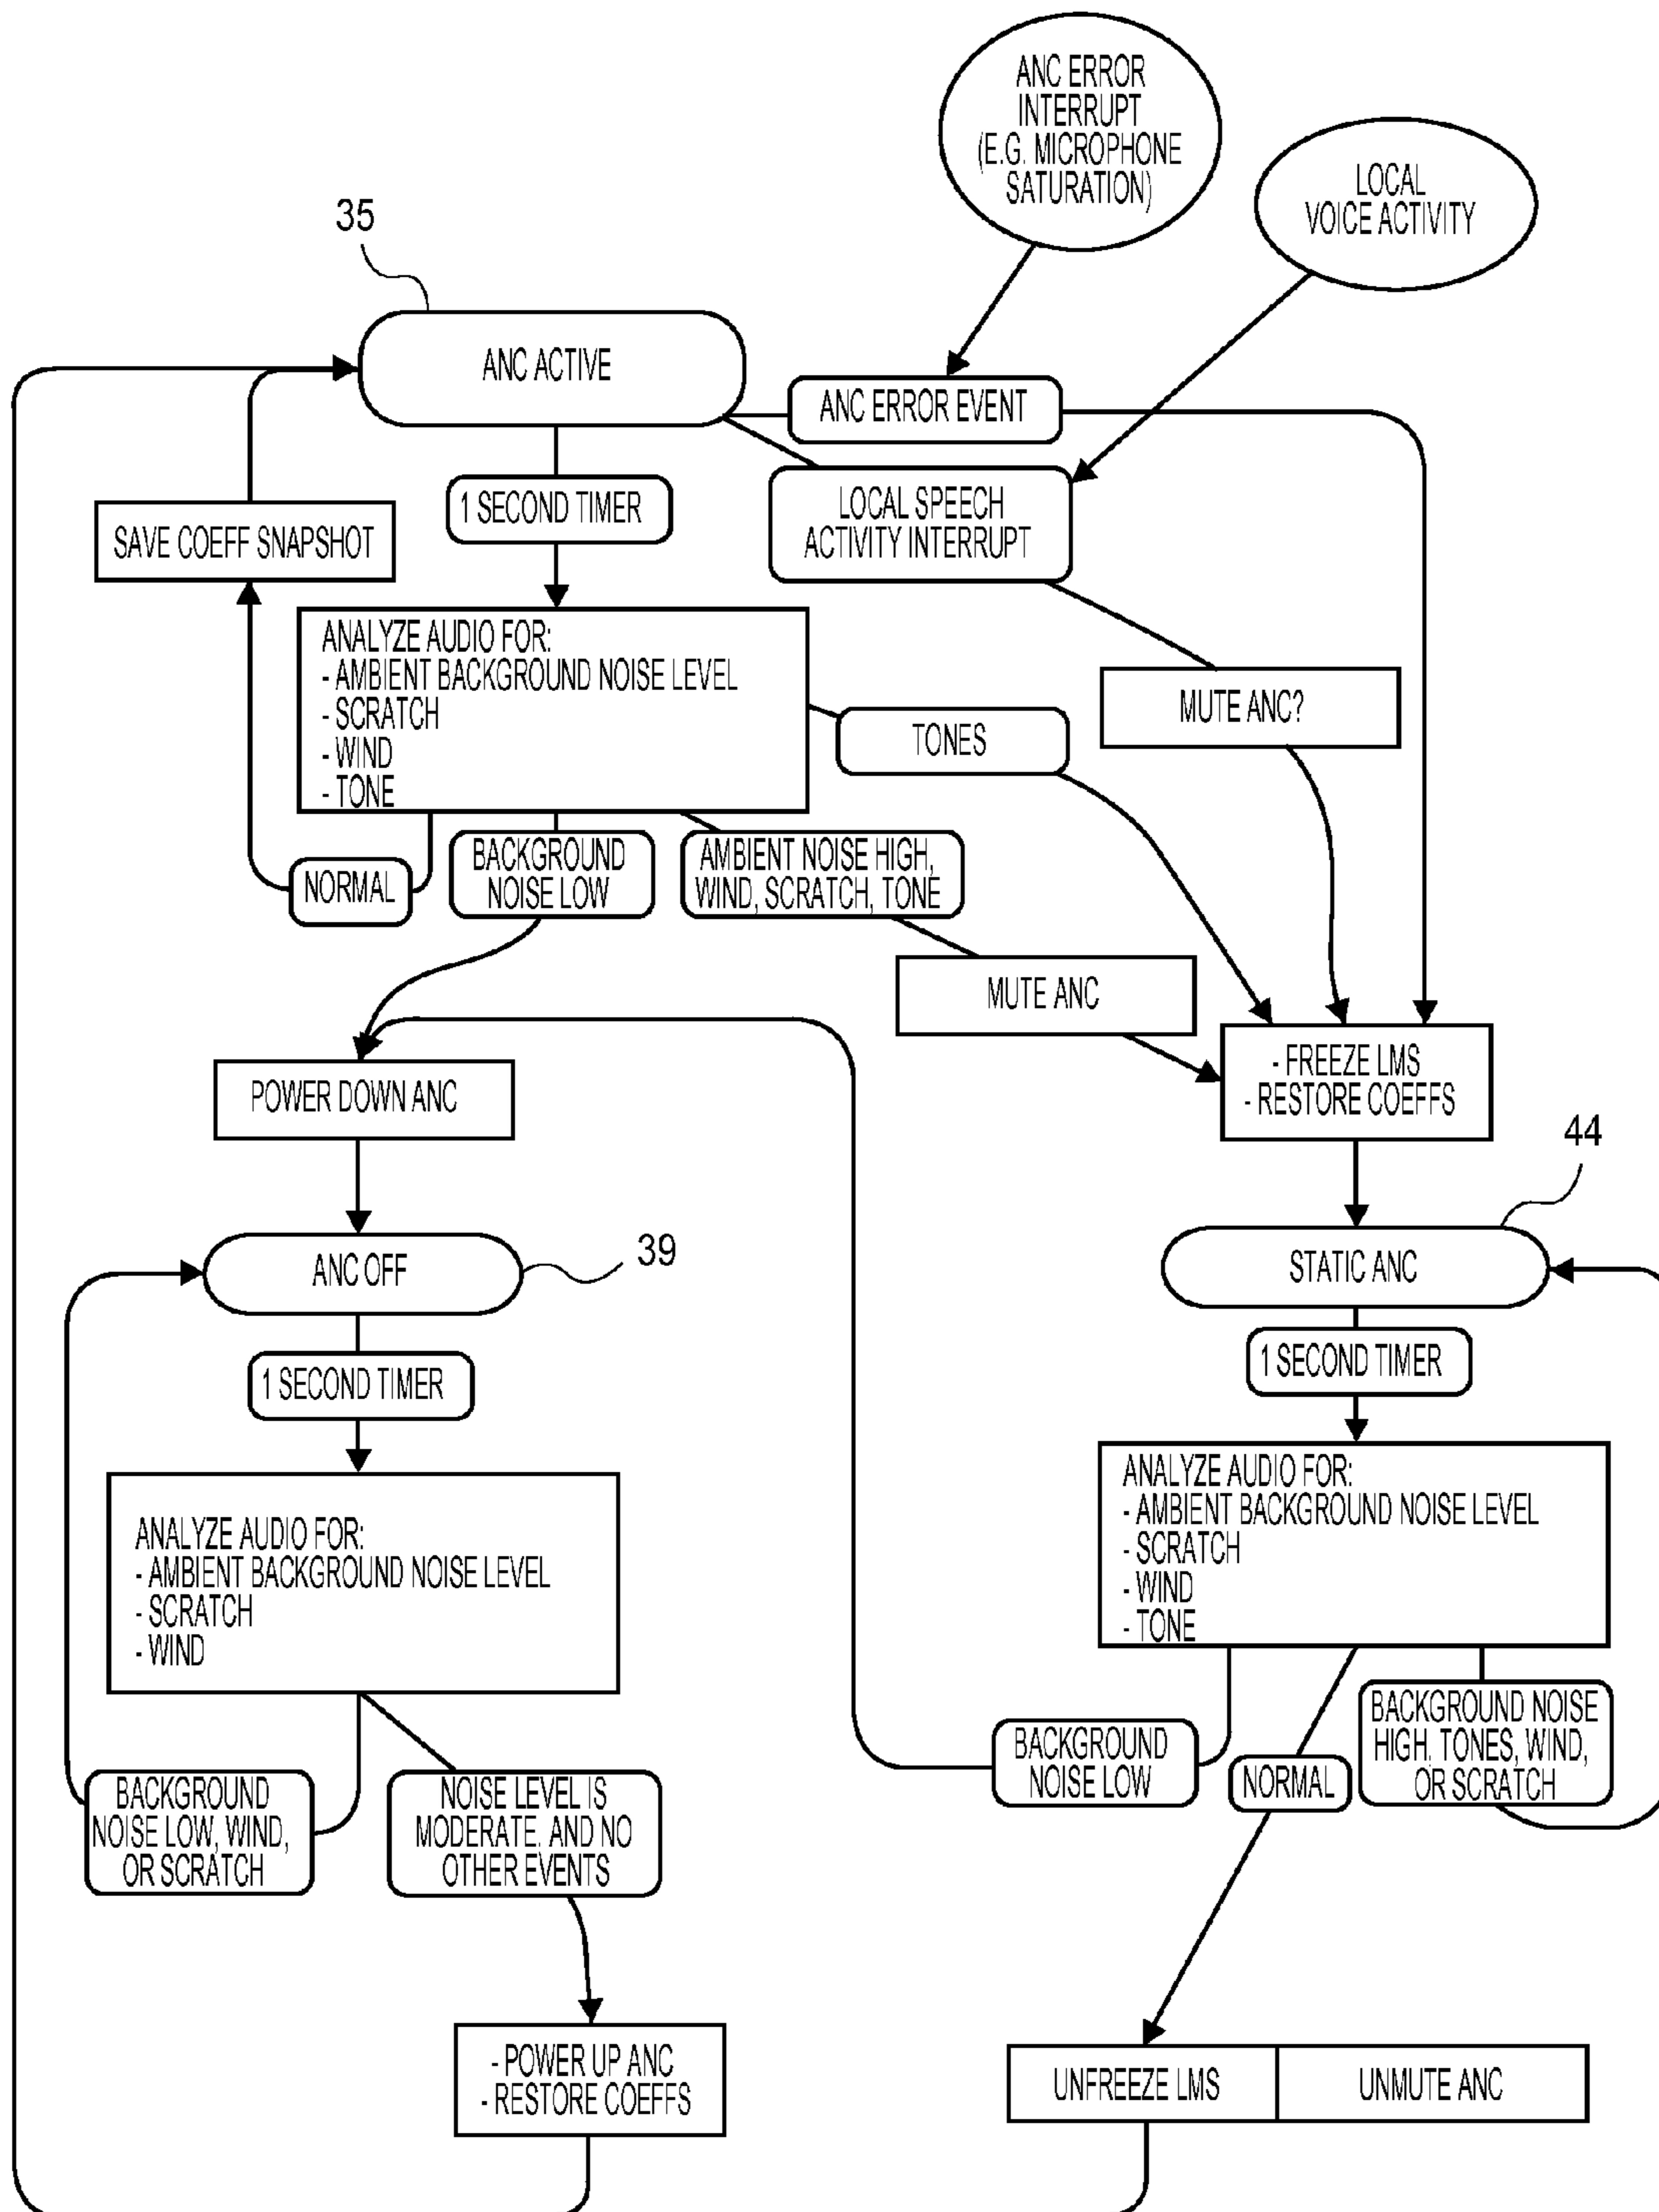 ANC ERROR
INTERRUPT
(E.G. MICROPHONE
SATURATION)
LOCAL
VOICE ACTIVITY
35
ANC ACTIVE
ANC ERROR EVENT
1 SECOND TIMER
LOCAL SPEECH
ACTIVITY INTERRUPT
SAVE COEFF SNAPSHOT
ANALYZE AUDIO FOR:
- AMBIENT BACKGROUND NOISE LEVEL
- SCRATCH
- WIND
- TONE
MUTE ANC?
TONES
NORMAL
BACKGROUND
NOISE LOW
AMBIENT NOISE HIGH,
WIND, SCRATCH, TONE
MUTE ANC
- FREEZE LMS
- RESTORE COEFFS
POWER DOWN ANC
44
ANC OFF
39
STATIC ANC
1 SECOND TIMER
1 SECOND TIMER
ANALYZE AUDIO FOR:
- AMBIENT BACKGROUND NOISE LEVEL
- SCRATCH
- WIND
ANALYZE AUDIO FOR:
- AMBIENT BACKGROUND NOISE LEVEL
- SCRATCH
- WIND
- TONE
BACKGROUND
NOISE LOW, WIND,
OR SCRATCH
NOISE LEVEL IS
MODERATE. AND NO
OTHER EVENTS
BACKGROUND
NOISE LOW
NORMAL
BACKGROUND NOISE
HIGH. TONES, WIND,
OR SCRATCH
- POWER UP ANC
- RESTORE COEFFS
UNFREEZE LMS
UNMUTE ANC